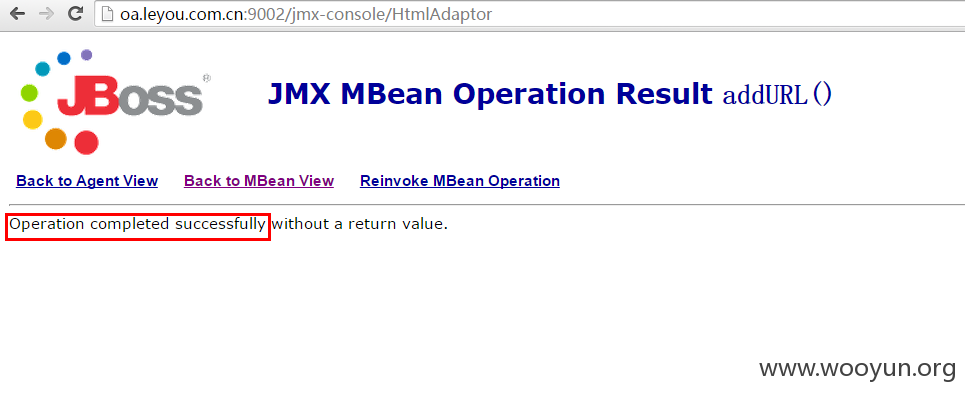 oa.leyou.com.cn:9002/jmx-console/HtmlAdaptor
JBoss®
JMX MBean Operation Result addURL()
Back to Agent View Back to MBean View Reinvoke MBean Operation
Operation completed successfully without a return value.
www.wooyun.org